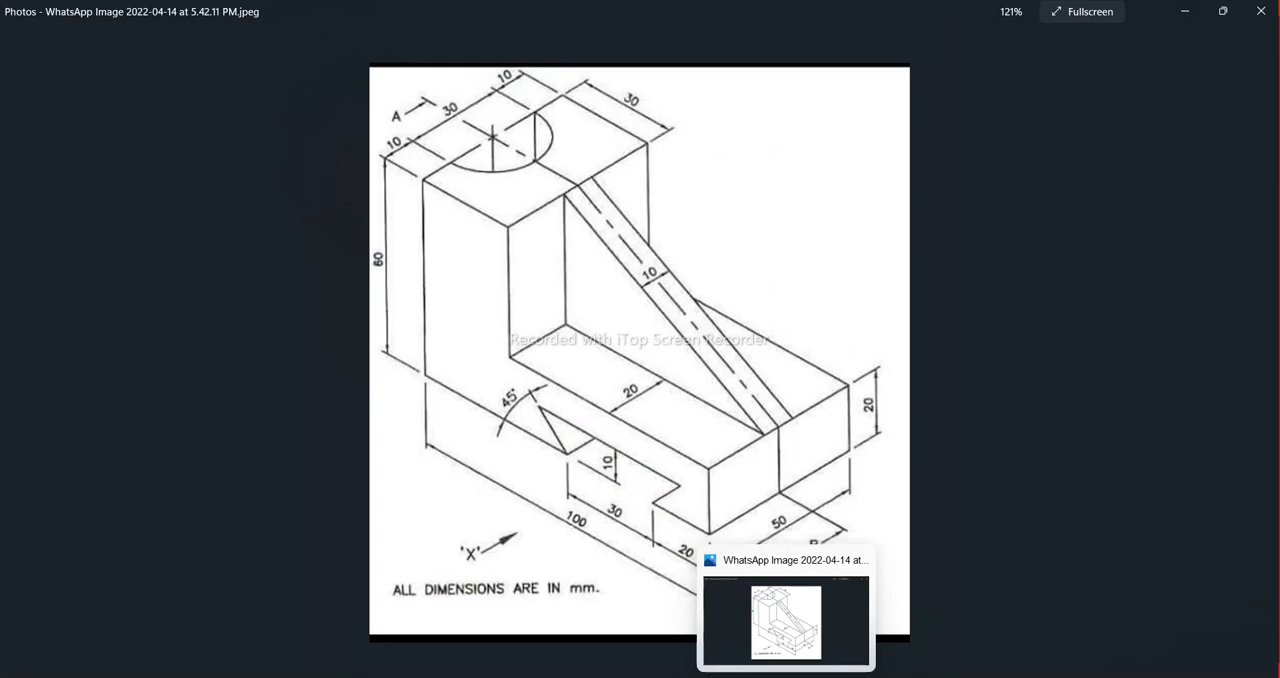 Photos - WhatsApp Image 2022-04-14 at 5.42.11 PM.jpeg
121%
Fullscreen
10
30
A
30
10
60
10
Recorded with iTop Screen Recorder
45°
20
20
10
30
100
50
20
'X'
ALL DIMENSIONS ARE IN mm.
WhatsApp Image 2022-04-14 at...